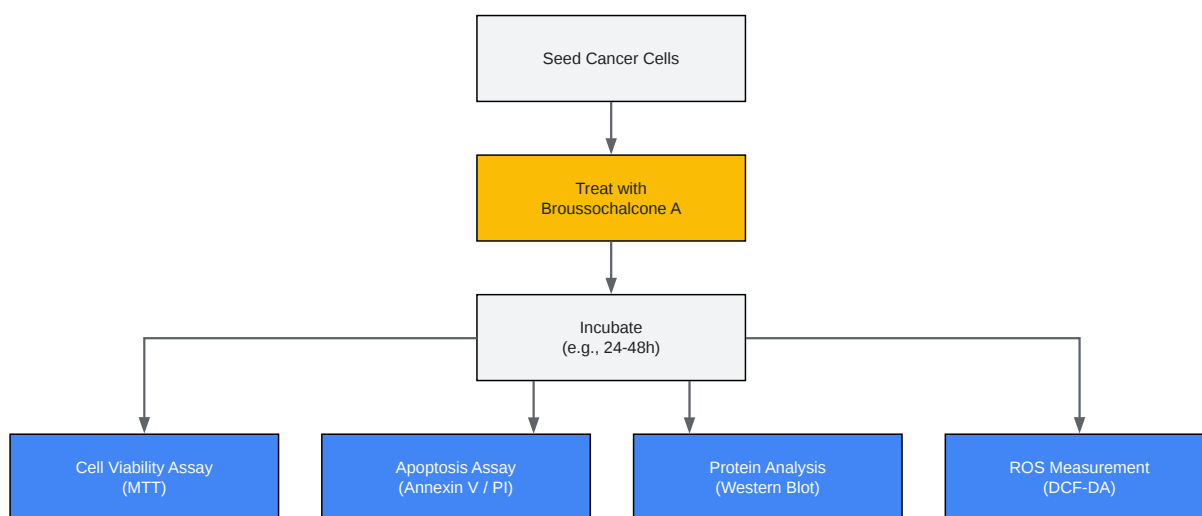 Seed Cancer Cells
Treat with
Broussochalcone A
Incubate
(e.g., 24-48h)
Cell Viability Assay
(MTT)
Apoptosis Assay
(Annexin V / PI)
Protein Analysis
(Western Blot)
ROS Measurement
(DCF-DA)